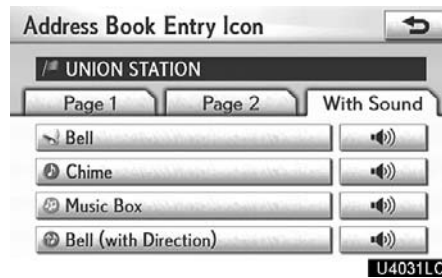 Address Book Entry Icon
UNION STATION
Page 1 Page 2 With Sound
Bell
Chime
Music Box
Bell (with Direction)
U4031LC